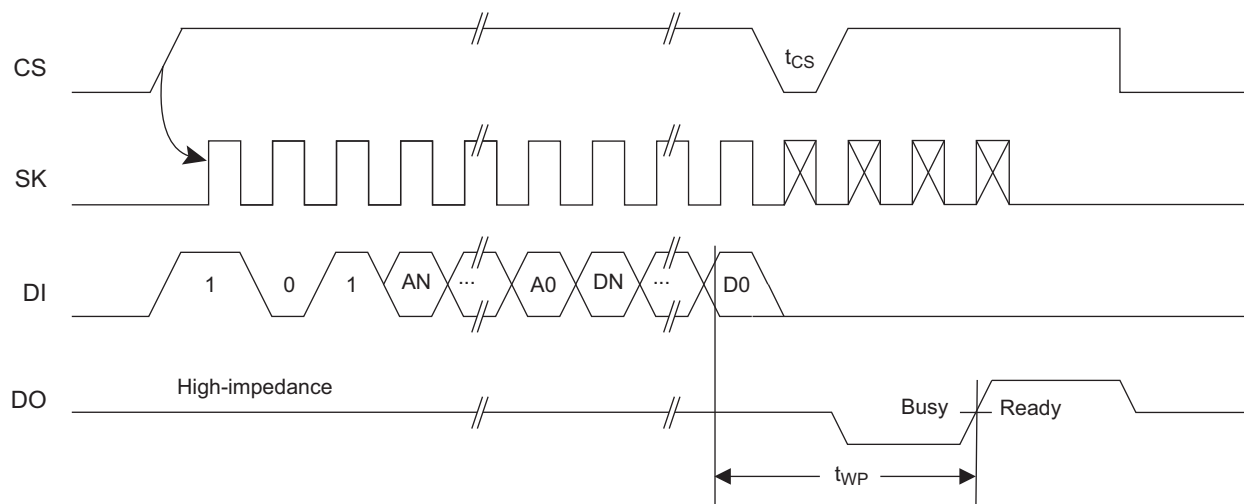 CS
tCS
SK
DI
1 0 1 AN ... A0 DN ... D0
DO
High-impedance
Busy Ready
tWP